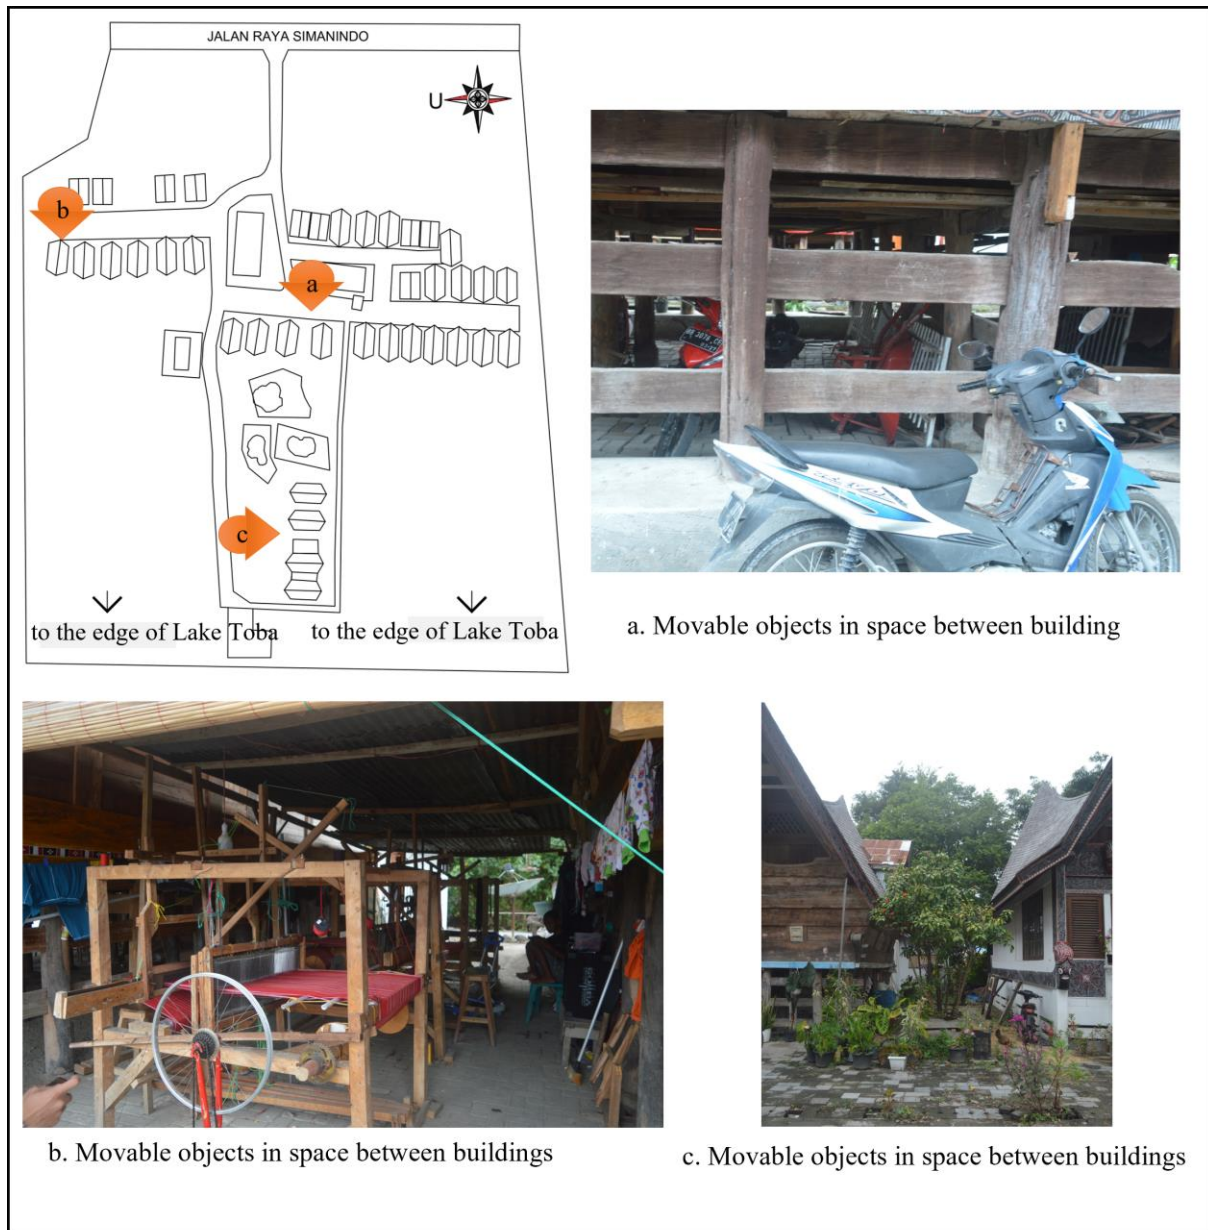 JALAN RAYA SIMANINDO
U
b
a
c
to the edge of Lake Toba
to the edge of Lake Toba
a. Movable objects in space between building
b. Movable objects in space between buildings
c. Movable objects in space between buildings